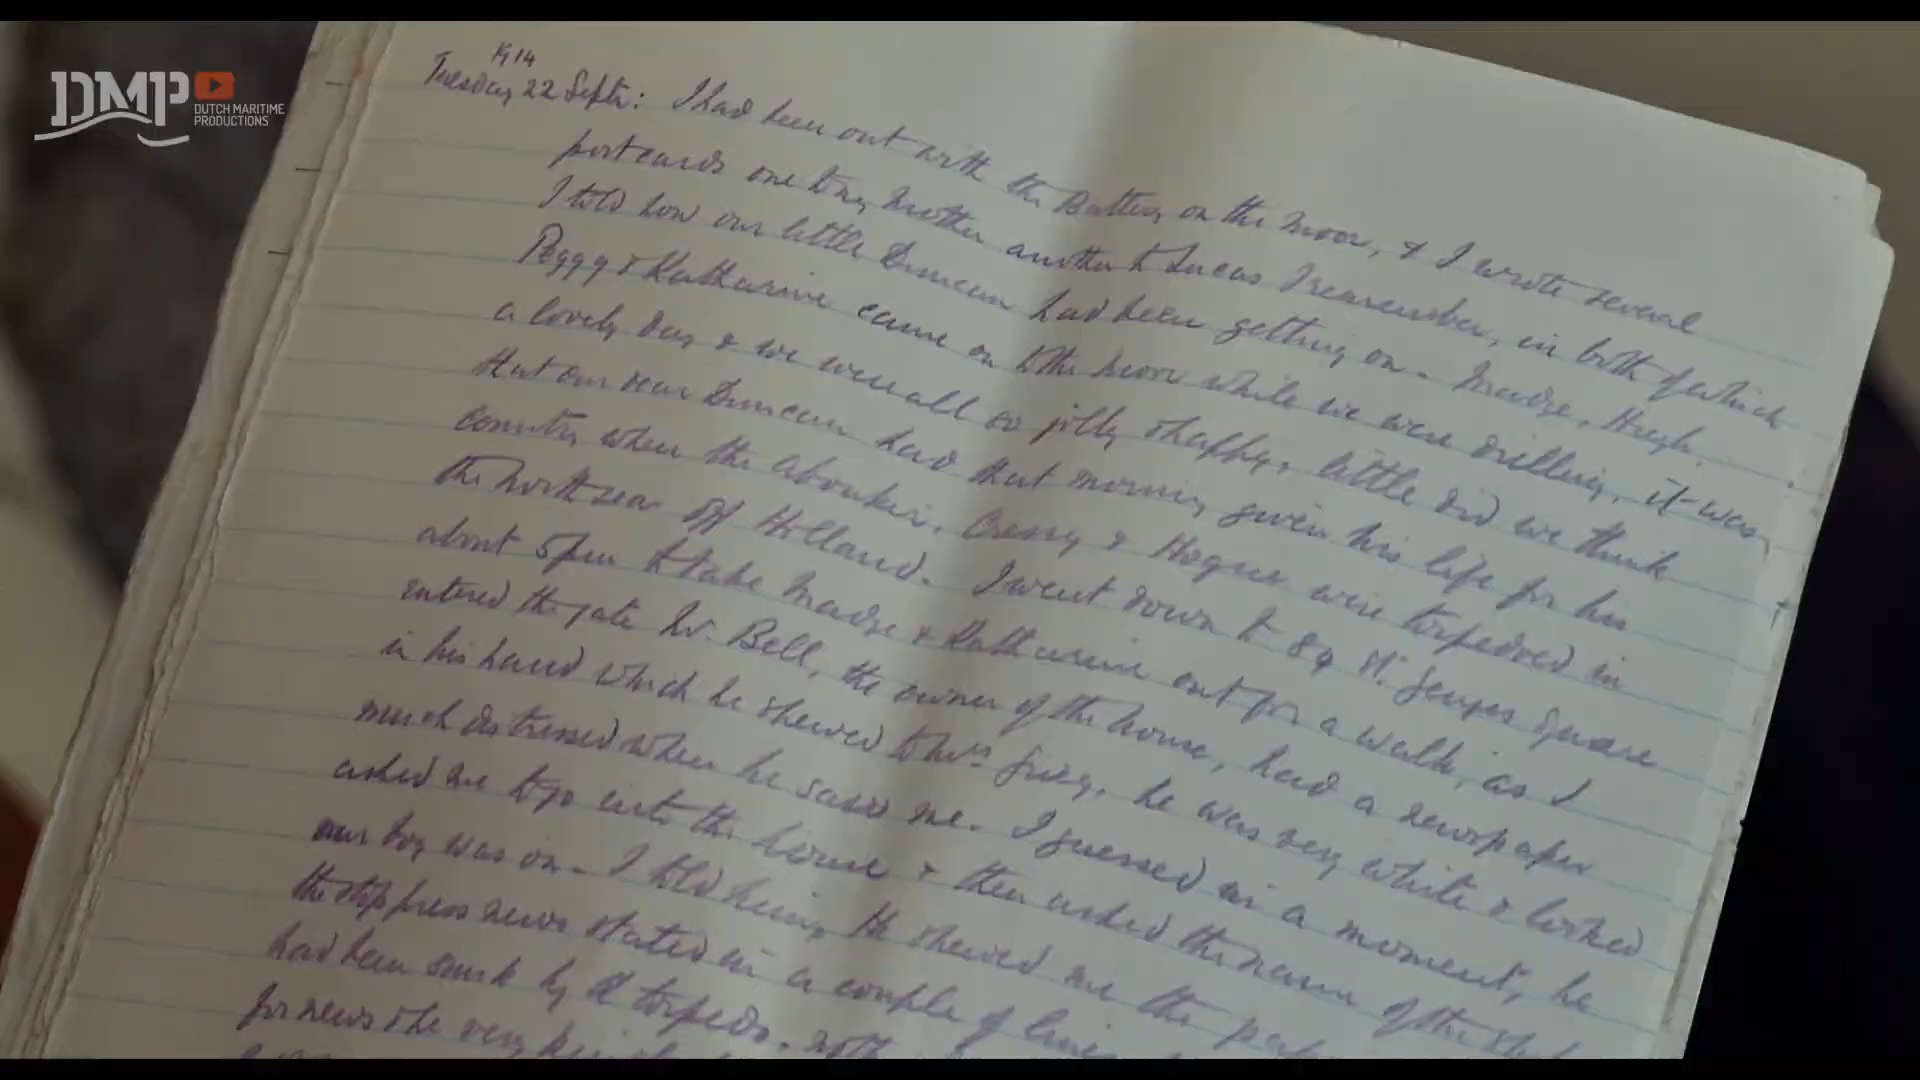 DMP
DUTCH MARITIME
PRODUCTIONS
1914
Tuesday 22 Septr: I had been out with the Battery on the moor, & I wrote several
postcards one to my mother another to Lucas I remember, in both of which
I told how our little Duncan had been getting on. Madge, Hugh
Peggy & Katharine came on to the moor while we were drilling, it was
a lovely day & we were all so jolly & happy, little did we think
that our dear Duncan had that morning given his life for his
country when the Aboukir, Cressy & Hogue were torpedoed in
the North sea off Holland. I went down to 84 St. Square
about 5pm to take Madge & Katharine out for a walk, as I
entered the gate Mr. Bell, the owner of the house, had a newspaper
in his hand which he shewed to Mrs he was very white & looked
much distressed when he saw me. I guessed in a moment, he
asked me to go into the house & then asked the name of the ship
our boy was on. I told him, He shewed me the paper
the stop press news stated in a couple of lines
had been sunk by torpedo.
for news & he very